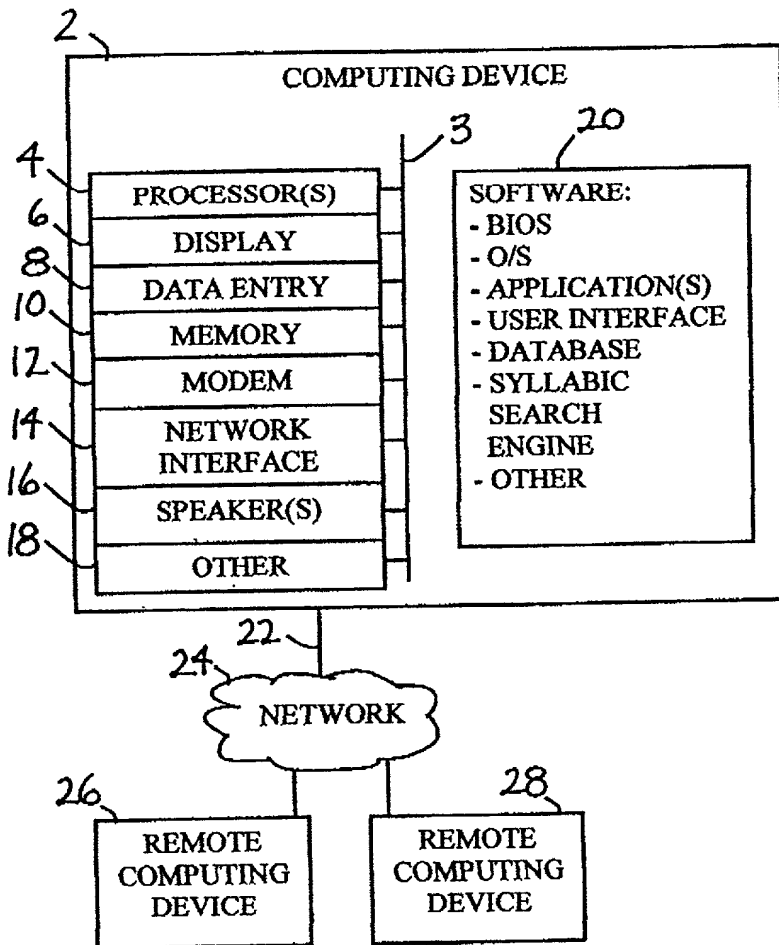 2
COMPUTING DEVICE
3
20
4
PROCESSOR(S)
6
DISPLAY
8
DATA ENTRY
10
MEMORY
12
MODEM
14
NETWORK
INTERFACE
16
SPEAKER(S)
18
OTHER
SOFTWARE:
- BIOS
- O/S
- APPLICATION(S)
- USER INTERFACE
- DATABASE
- SYLLABIC
SEARCH
ENGINE
- OTHER
22
24
NETWORK
26
REMOTE
COMPUTING
DEVICE
28
REMOTE
COMPUTING
DEVICE